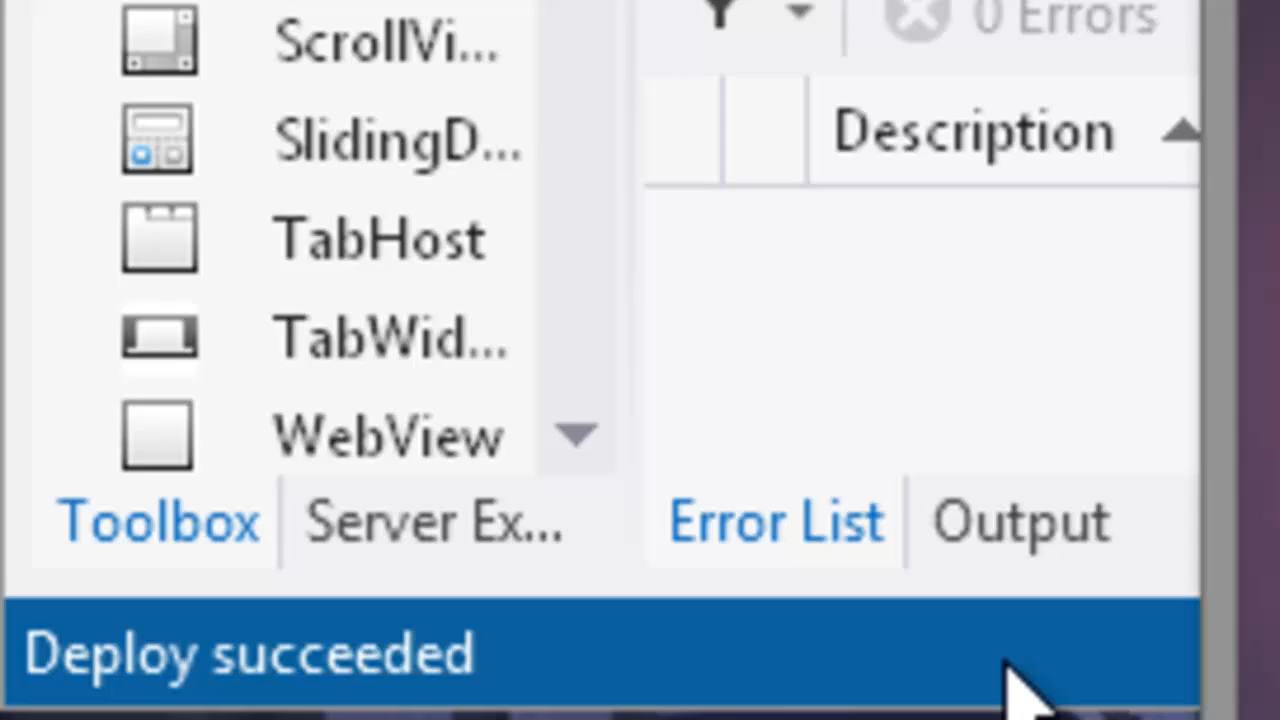 ScrollVi...
SlidingD...
TabHost
TabWid...
WebView
Toolbox
Server Ex...
0 Errors
Description
Error List
Output
Deploy succeeded